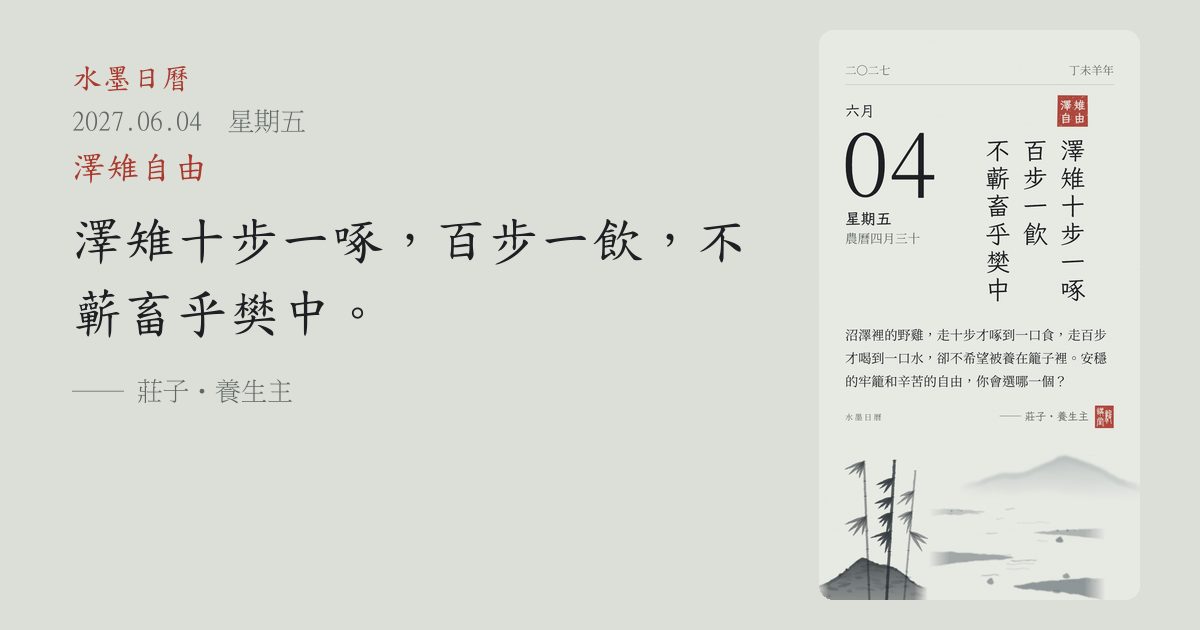 水墨日曆
2027.06.04 星期五
澤雉自由
澤雉十步一啄，百步一飲，不
蘄畜乎樊中。
—— 莊子・養生主
二〇二七
丁未羊年
六月
04
星期五
農曆四月三十
澤雉
自由
澤雉十步一啄
百步一飲
不蘄畜乎樊中
沼澤裡的野雞，走十步才啄到一口食，走百步
才喝到一口水，卻不希望被養在籠子裡。安穩
的牢籠和辛苦的自由，你會選哪一個？
水墨日曆
—— 莊子・養生主